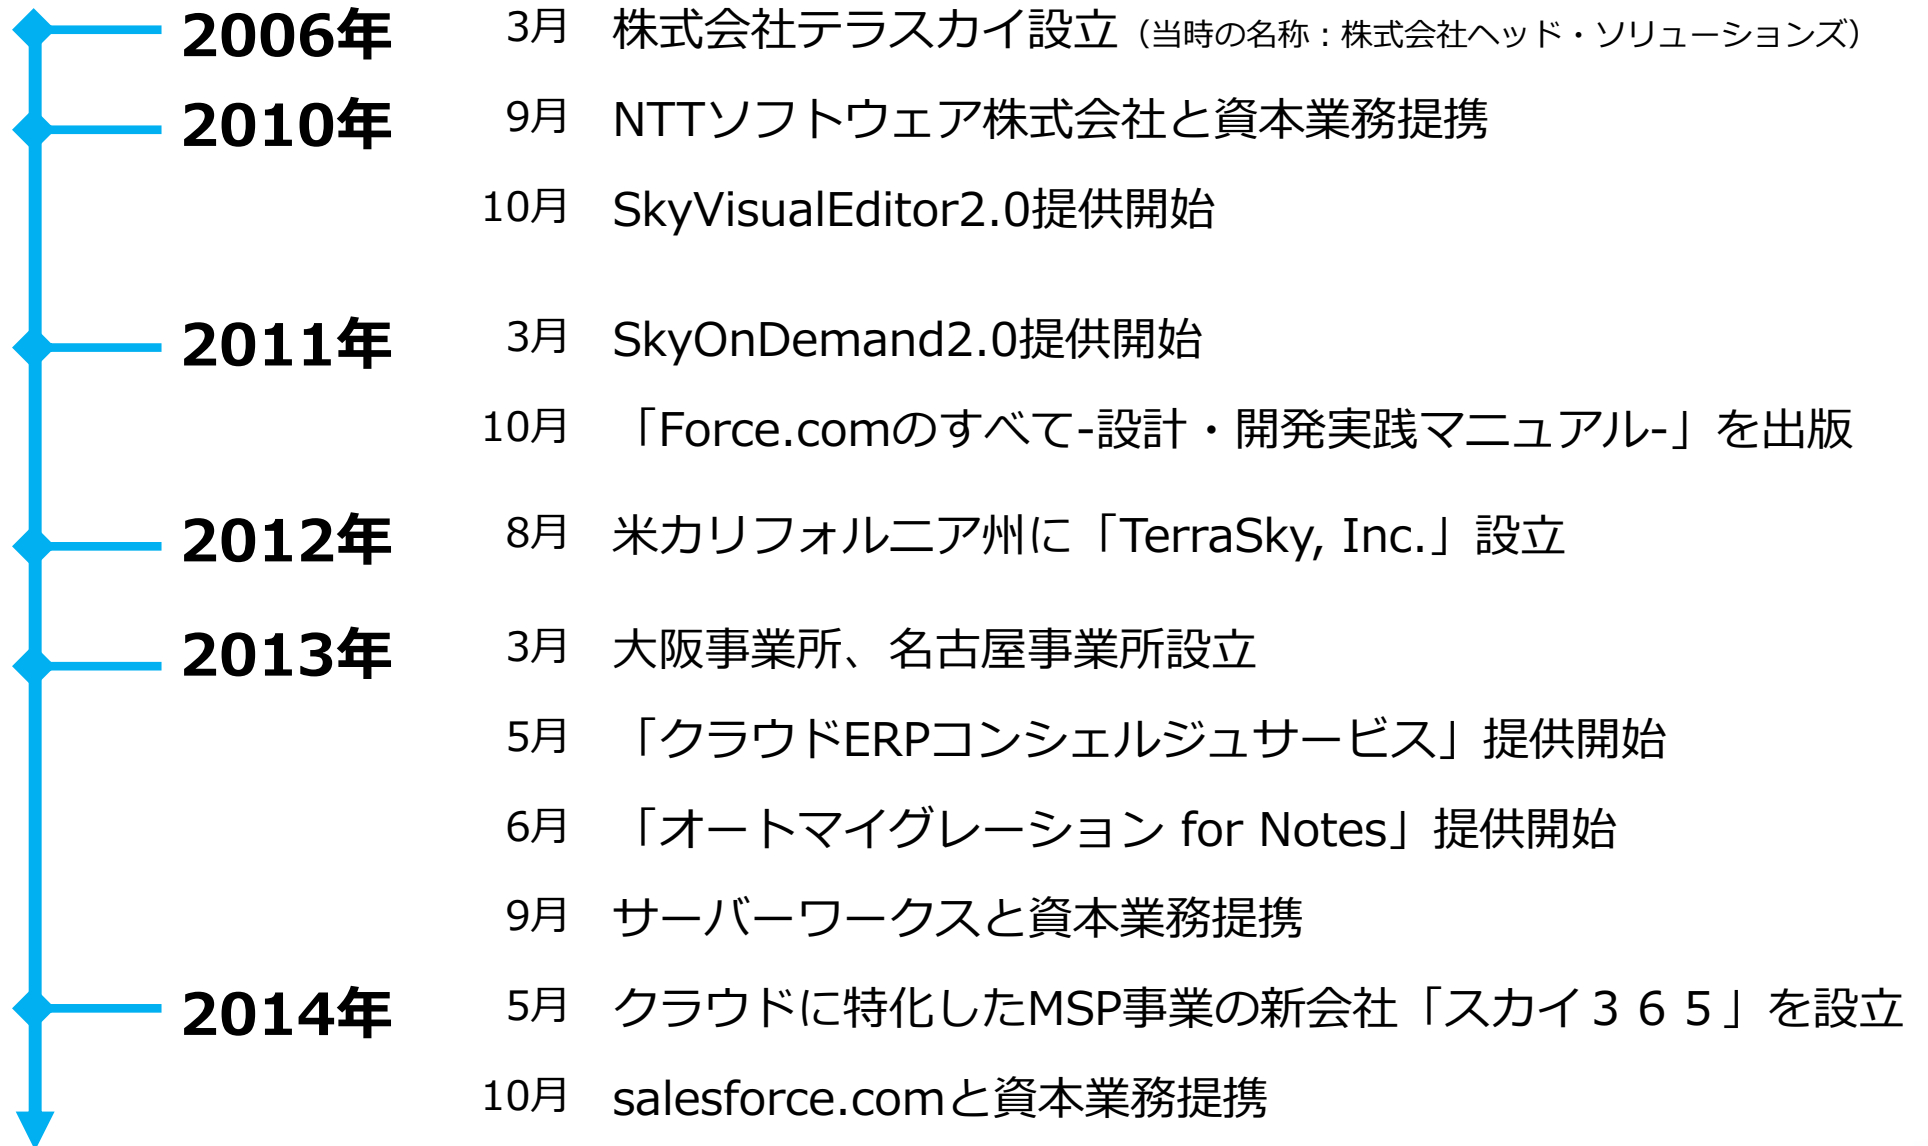 2006年 3月 株式会社テラスカイ設立（当時の名称：株式会社ヘッド・ソリューションズ）
2010年 9月 NTTソフトウェア株式会社と資本業務提携
10月 SkyVisualEditor2.0提供開始
2011年 3月 SkyOnDemand2.0提供開始
10月 「Force.comのすべて-設計・開発実践マニュアル-」を出版
2012年 8月 米カリフォルニア州に「TerraSky, Inc.」設立
2013年 3月 大阪事業所、名古屋事業所設立
5月 「クラウドERPコンシェルジュサービス」提供開始
6月 「オートマイグレーション for Notes」提供開始
9月 サーバーワークスと資本業務提携
2014年 5月 クラウドに特化したMSP事業の新会社「スカイ３６５」を設立
10月 salesforce.comと資本業務提携